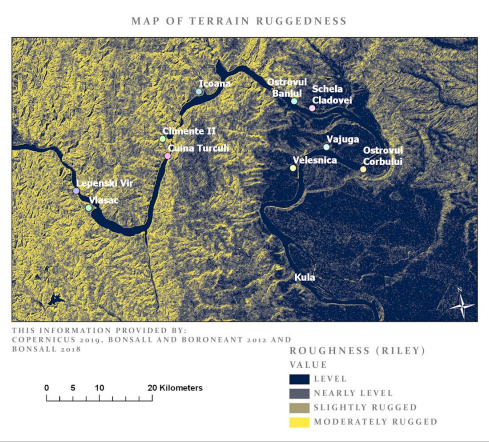 MAP OF TERRAIN RUGGEDNESS
Icoana
Ostrovul
Banlul
Schela
Cladovei
Climente II
Cuina Turculi
Vajuga
Ostrovul
Corbului
Velesnica
Lepenski Vir
Vlasac
Kula
N
THIS INFORMATION PROVIDED BY:
COPERNICUS 2019, BONSALL AND BORONEANT 2012 AND
BONSALL 2018
ROUGHNESS (RILEY)
VALUE
LEVEL
NEARLY LEVEL
SLIGHTLY RUGGED
MODERATELY RUGGED
0 5 10 20 Kilometers